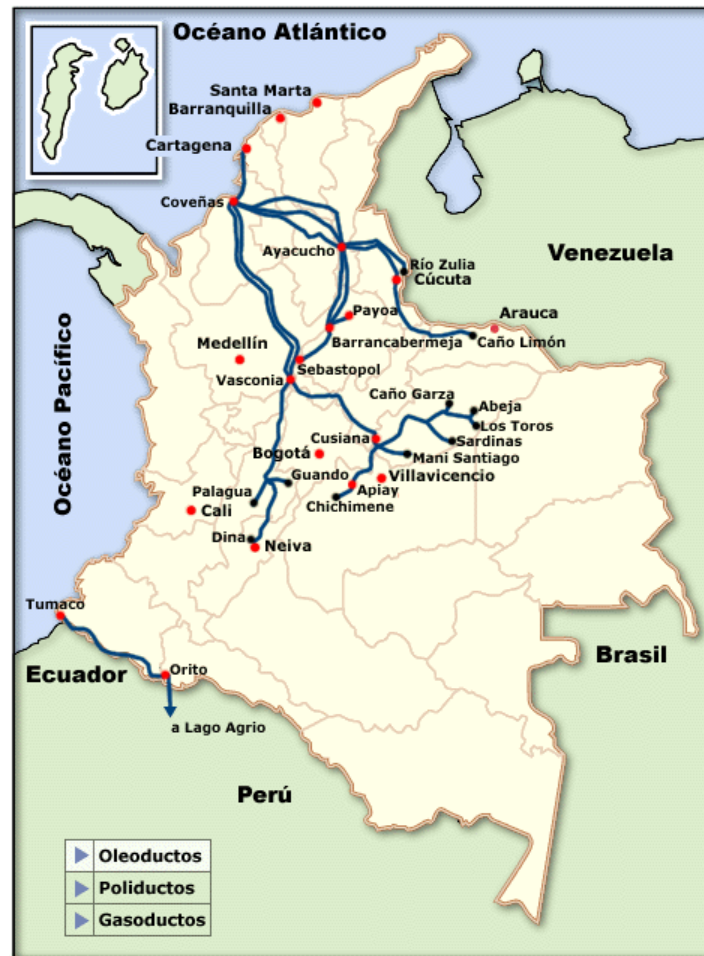 Océano Atlántico
Santa Marta
Barranquilla
Cartagena
Coveñas
Ayacucho
Venezuela
Río Zulia
Cúcuta
Payoa
Arauca
Barrancabermeja
Caño Limón
Medellín
Sebastopol
Vasconia
Océano Pacífico
Caño Garza
Abeja
Los Toros
Cusiana
Sardinas
Bogotá
Mani Santiago
Guando
Villavicencio
Palagua
Apiay
Chichimene
Cali
Dina
Neiva
Tumaco
Ecuador
Orito
Brasil
a Lago Agrio
Perú
Oleoductos
Poliductos
Gasoductos